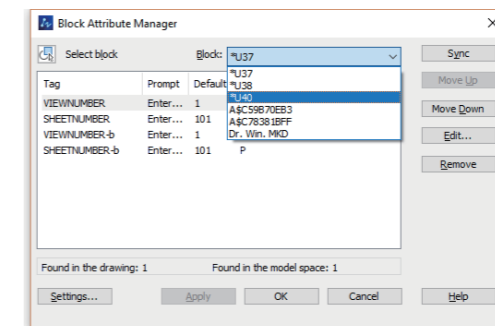 Block Attribute Manager
Select block Block: *U37 Sync
*U37
*U38
*U40
A$C59B70EB3
A$C78381BFF
Dr. Win. MKD
Tag Prompt Default Move Up
VIEWNUMBER Enter... 1 Move Down
SHEETNUMBER Enter... 101
VIEWNUMBER-b Enter... 1 Edit...
SHEETNUMBER-b Enter... 101 P
Remove
Found in the drawing: 1 Found in the model space: 1
Settings... Apply OK Cancel Help